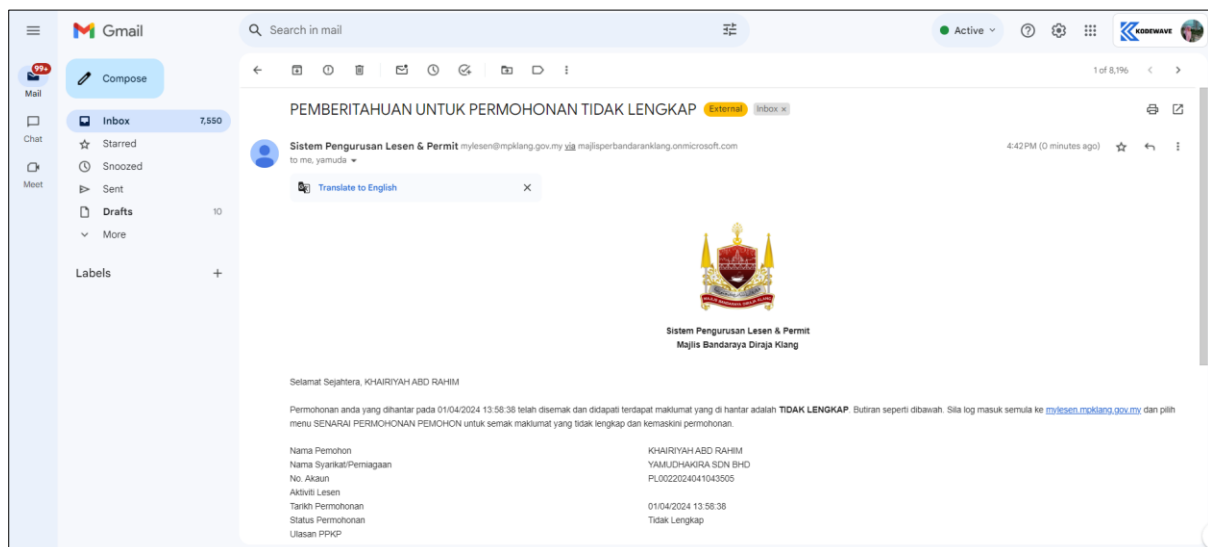 Gmail
Search in mail
Active
KODEWAVE
99+
Mail
Chat
Meet
Compose
Inbox 7,550
Starred
Snoozed
Sent
Drafts 10
More
Labels +
1 of 8,196
PEMBERITAHUAN UNTUK PERMOHONAN TIDAK LENGKAP External Inbox x
Sistem Pengurusan Lesen & Permit mylesen@mpklang.gov.my via majlisperbandaranklang.onmicrosoft.com
4:42 PM (0 minutes ago)
to me, yamuda
Translate to English
Sistem Pengurusan Lesen & Permit
Majlis Bandaraya Diraja Klang
Selamat Sejahtera, KHAIRIYAH ABD RAHIM
Permohonan anda yang dihantar pada 01/04/2024 13:58:38 telah disemak dan didapati terdapat maklumat yang di hantar adalah TIDAK LENGKAP. Butiran seperti dibawah. Sila log masuk semula ke mylesen.mpklang.gov.my dan pilih
menu SENARAI PERMOHONAN PEMOHON untuk semak maklumat yang tidak lengkap dan kemaskini permohonan.
Nama Pemohon KHAIRIYAH ABD RAHIM
Nama Syarikat/Perniagaan YAMUDHAKIRA SDN BHD
No. Akaun PL0022024041043505
Aktiviti Lesen
Tarikh Permohonan 01/04/2024 13:58:38
Status Permohonan Tidak Lengkap
Ulasan PPKP